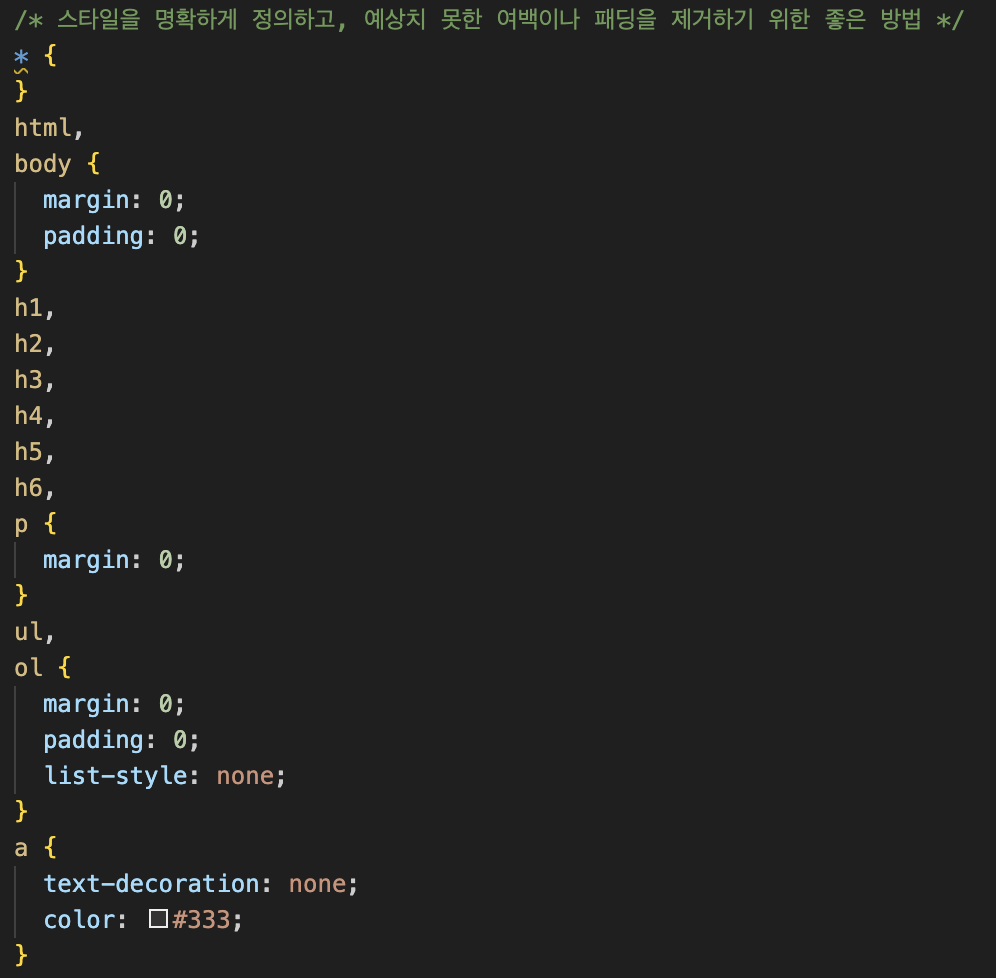 /* 스타일을 명확하게 정의하고, 예상치 못한 여백이나 패딩을 제거하기 위한 좋은 방법 */
* {
}
html,
body {
  margin: 0;
  padding: 0;
}
h1,
h2,
h3,
h4,
h5,
h6,
p {
  margin: 0;
}
ul,
ol {
  margin: 0;
  padding: 0;
  list-style: none;
}
a {
  text-decoration: none;
  color: #333;
}